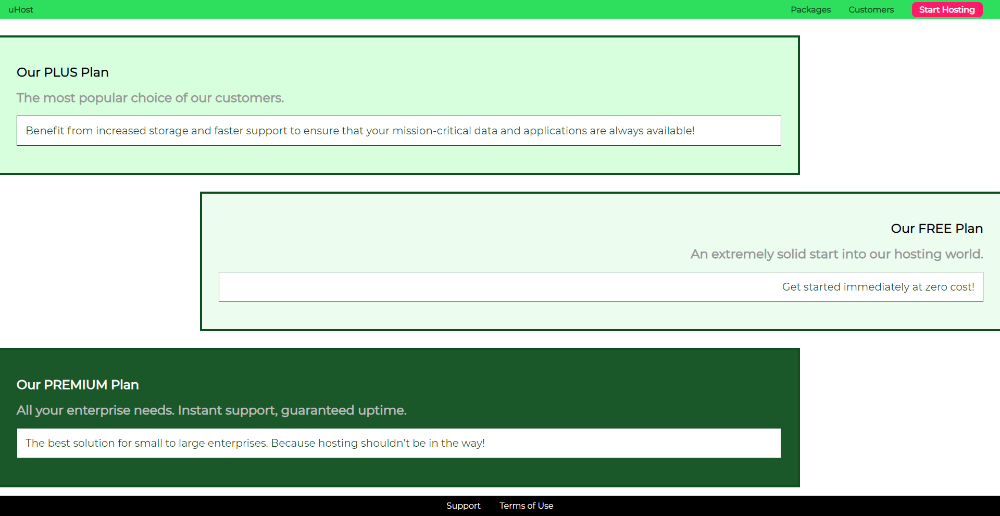 uHost
Packages
Customers
Start Hosting
Our PLUS Plan
The most popular choice of our customers.
Benefit from increased storage and faster support to ensure that your mission-critical data and applications are always available!
Our FREE Plan
An extremely solid start into our hosting world.
Get started immediately at zero cost!
Our PREMIUM Plan
All your enterprise needs. Instant support, guaranteed uptime.
The best solution for small to large enterprises. Because hosting shouldn't be in the way!
Support
Terms of Use